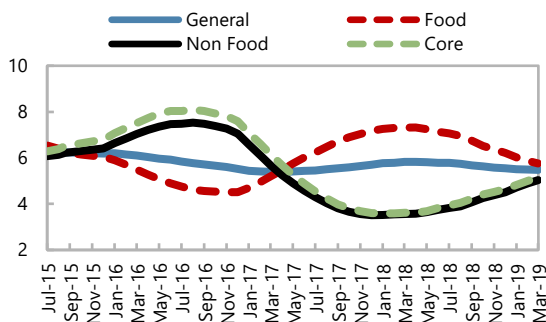 General Food
Non Food Core
10
8
6
4
2
Jul-15 Sep-15 Nov-15 Jan-16 Mar-16 May-16 Jul-16 Sep-16 Nov-16 Jan-17 Mar-17 May-17 Jul-17 Sep-17 Nov-17 Jan-18 Mar-18 May-18 Jul-18 Sep-18 Nov-18 Jan-19 Mar-19